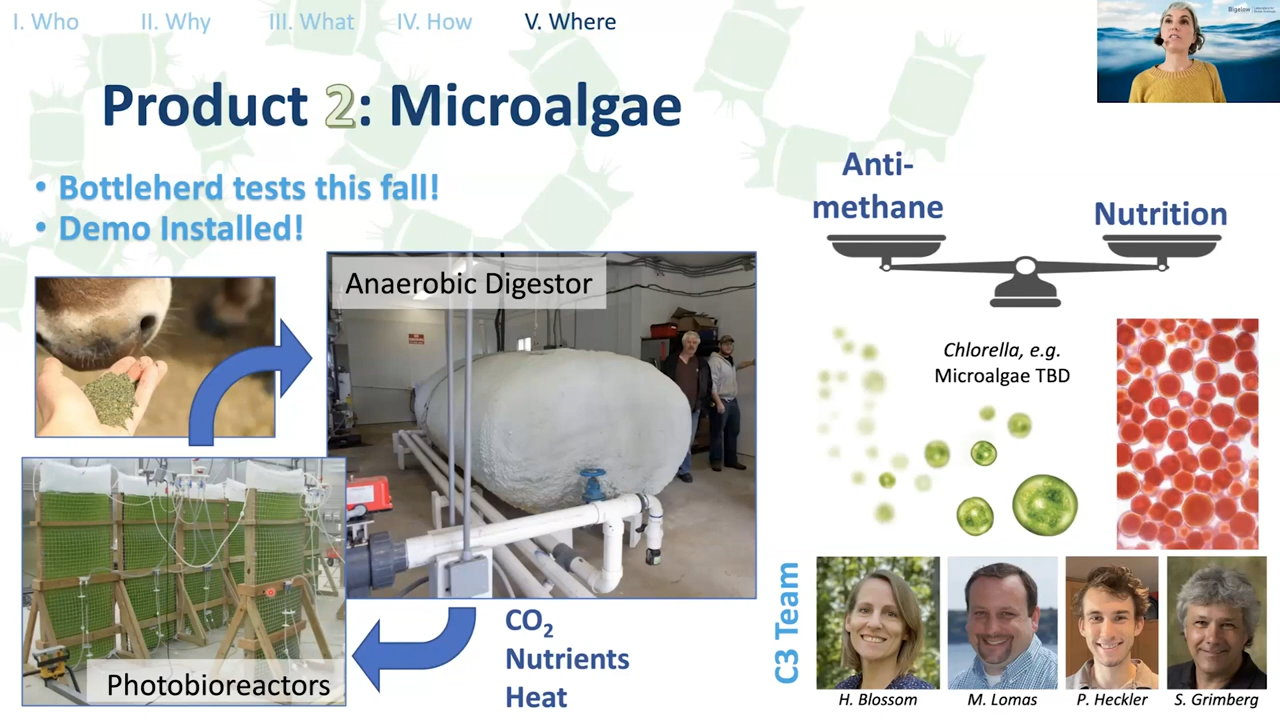 I. Who
II. Why
III. What
IV. How
V. Where
Bigelow
Product 2: Microalgae
• Bottleherd tests this fall!
• Demo Installed!
Anaerobic Digestor
Photobioreactors
CO₂
Nutrients
Heat
Anti-
methane
Nutrition
Chlorella, e.g.
Microalgae TBD
C3 Team
H. Blossom
M. Lomas
P. Heckler
S. Grimberg